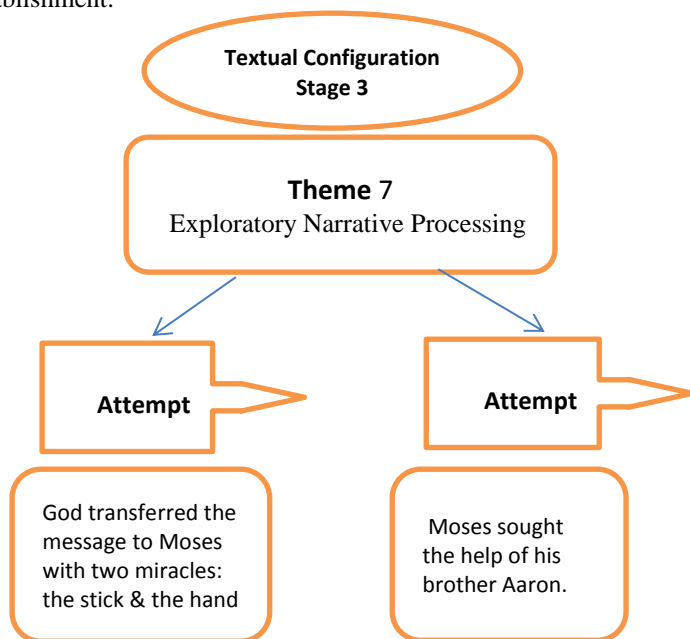 Textual Configuration
Stage 3
Theme 7
Exploratory Narrative Processing
Attempt
Attempt
God transferred the
message to Moses
with two miracles:
the stick & the hand
Moses sought
the help of his
brother Aaron.